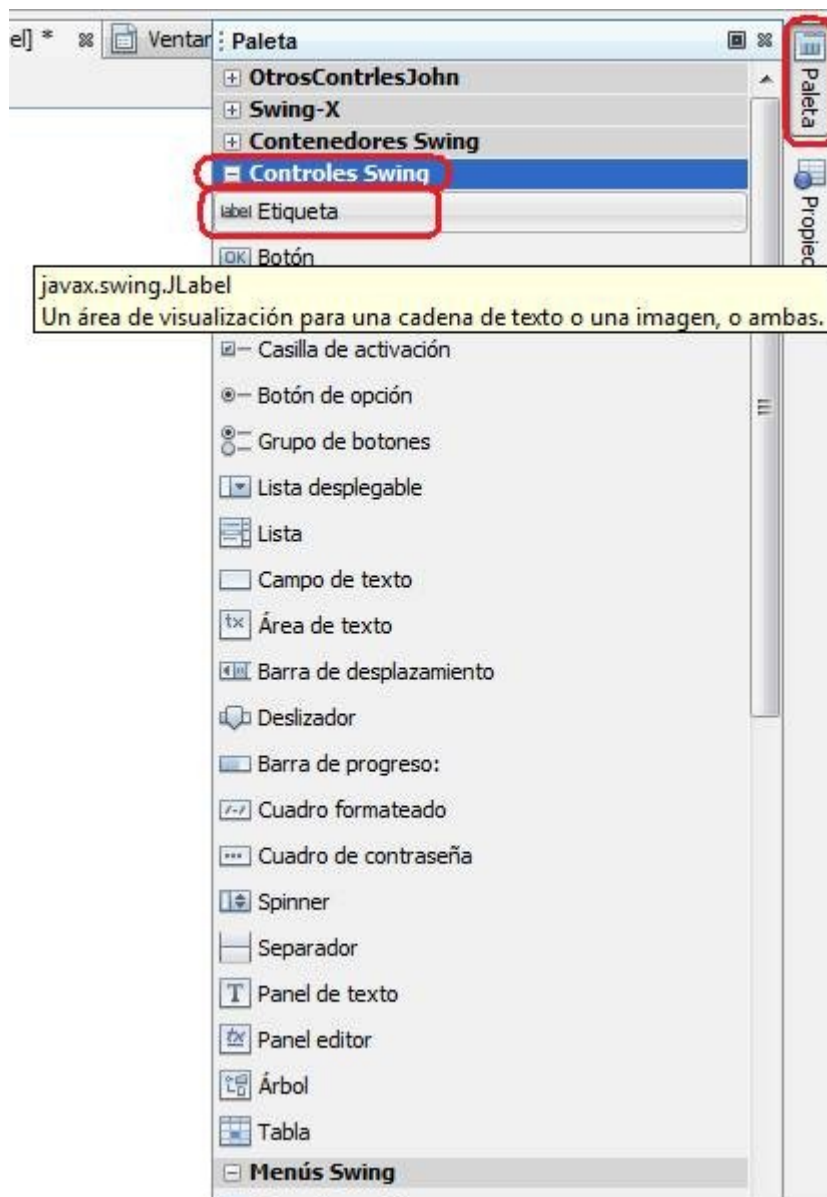 el] *
Ventar
Paleta
OtrosContrlesJohn
Swing-X
Contenedores Swing
Controles Swing
label Etiqueta
OK Botón
javax.swing.JLabel
Un área de visualización para una cadena de texto o una imagen, o ambas.
Casilla de activación
Botón de opción
Grupo de botones
Lista desplegable
Lista
Campo de texto
tx Área de texto
Barra de desplazamiento
Deslizador
Barra de progreso:
Cuadro formateado
Cuadro de contraseña
Spinner
Separador
T Panel de texto
tx Panel editor
Árbol
Tabla
Menús Swing
Paleta
Propied